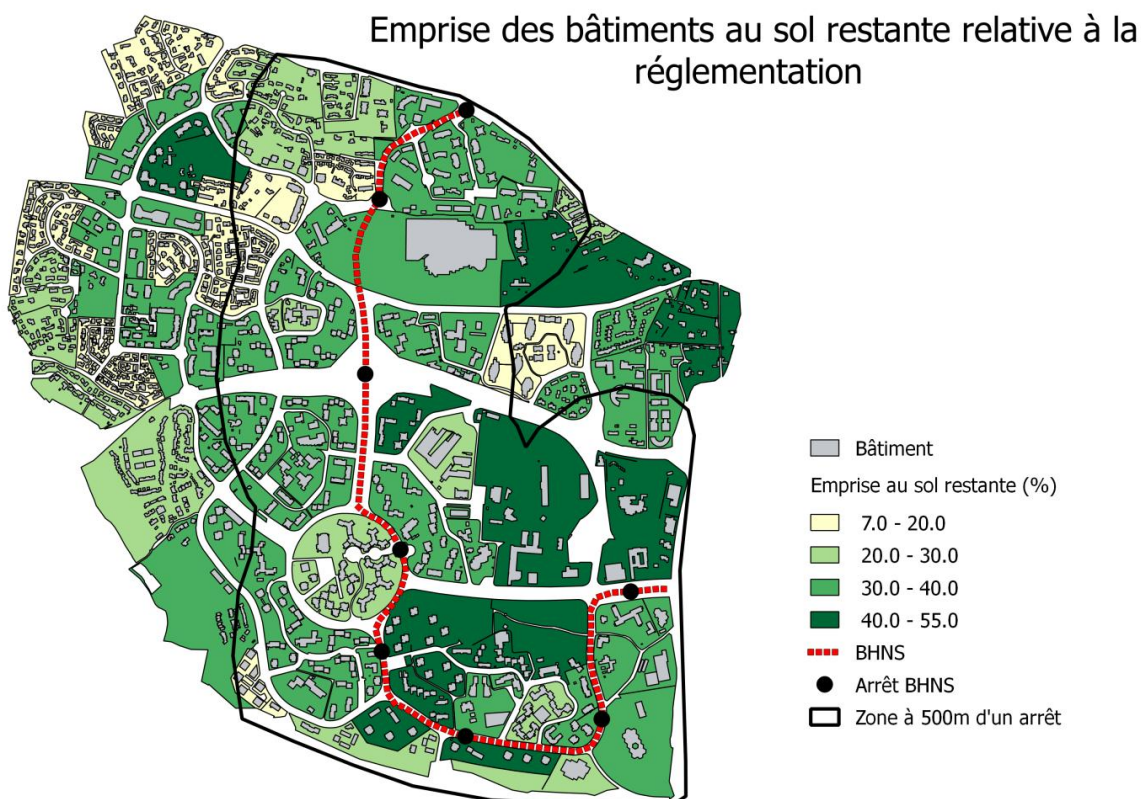 Emprise des bâtiments au sol restante relative à la
réglementation
Bâtiment
Emprise au sol restante (%)
7.0 - 20.0
20.0 - 30.0
30.0 - 40.0
40.0 - 55.0
BHNS
Arrêt BHNS
Zone à 500m d'un arrêt